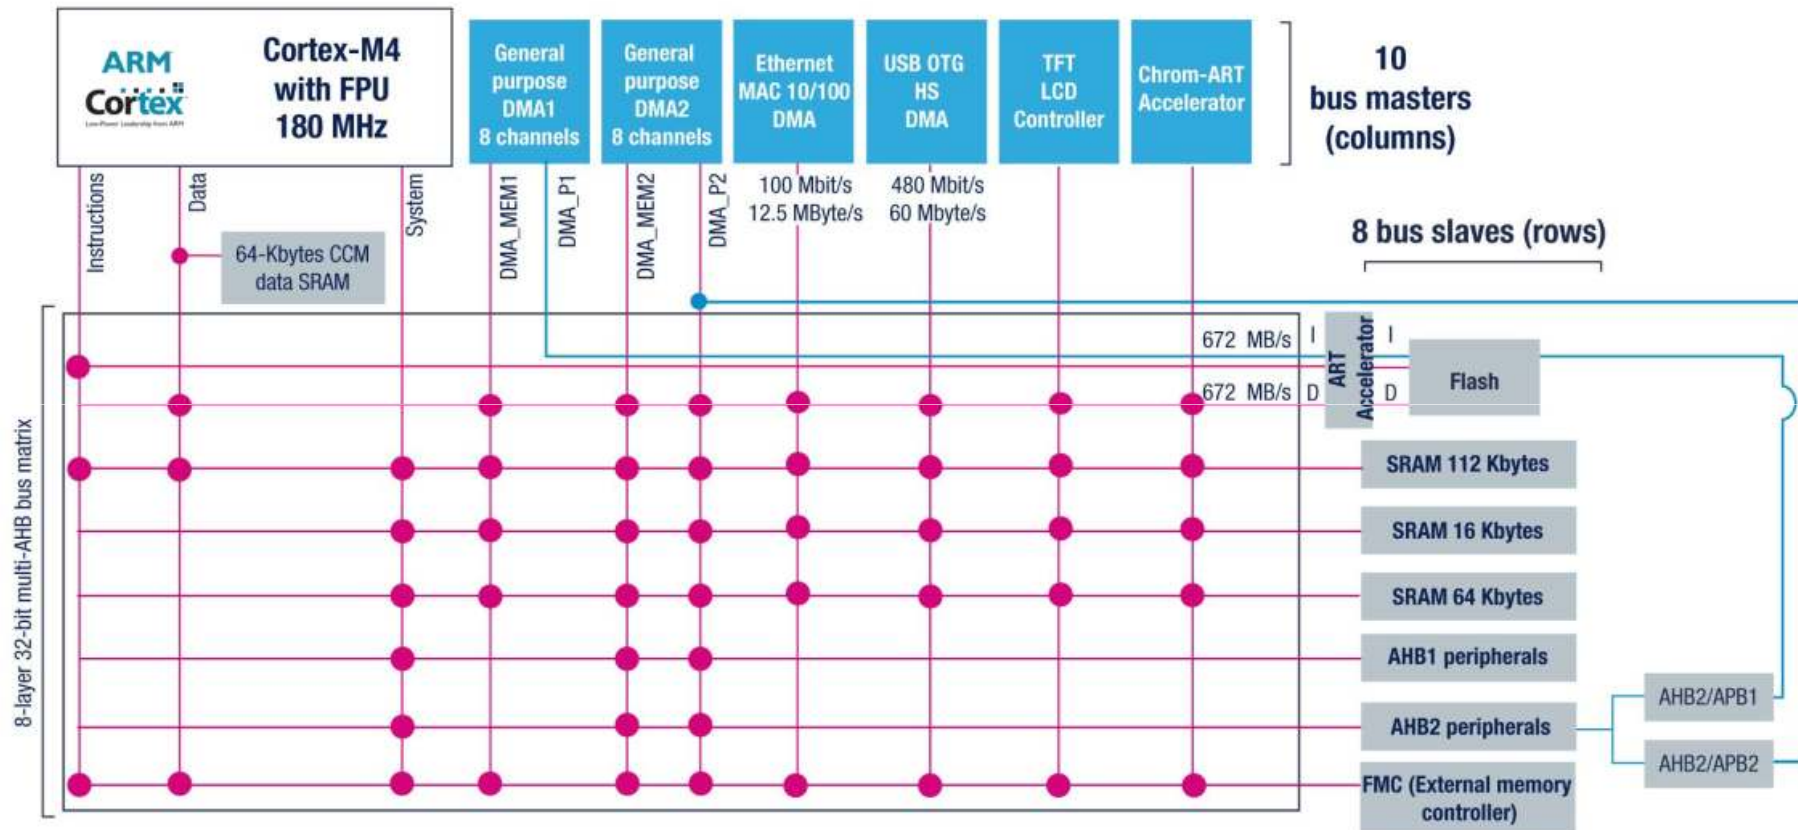 ARM
Cortex
Low-Power Leadership from ARM
Cortex-M4
with FPU
180 MHz
General
purpose
DMA1
8 channels
General
purpose
DMA2
8 channels
Ethernet
MAC 10/100
DMA
USB OTG
HS
DMA
TFT
LCD
Controller
Chrom-ART
Accelerator
10
bus masters
(columns)
Instructions
Data
System
DMA_MEM1
DMA_P1
DMA_MEM2
DMA_P2
100 Mbit/s
12.5 MByte/s
480 Mbit/s
60 Mbyte/s
64-Kbytes CCM
data SRAM
8 bus slaves (rows)
8-layer 32-bit multi-AHB bus matrix
672 MB/s
I
ART
Accelerator
I
672 MB/s
D
D
Flash
SRAM 112 Kbytes
SRAM 16 Kbytes
SRAM 64 Kbytes
AHB1 peripherals
AHB2 peripherals
FMC (External memory
controller)
AHB2/APB1
AHB2/APB2